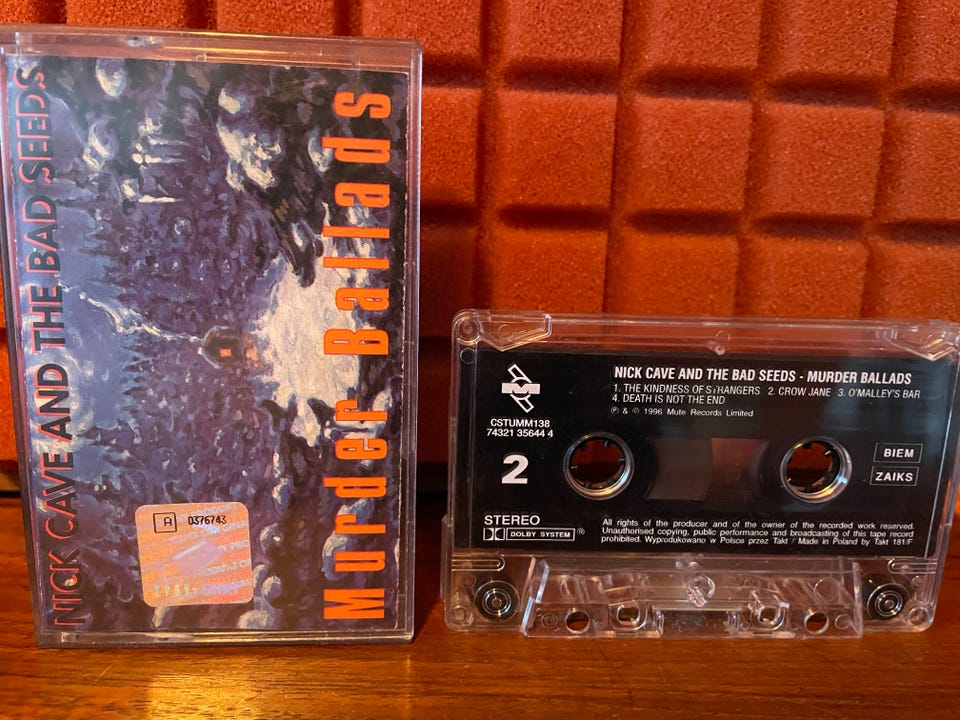 NICK CAVE AND THE BAD SEEDS
Murder Ballads
A 0376743
M
NICK CAVE AND THE BAD SEEDS - MURDER BALLADS
1. THE KINDNESS OF STRANGERS 2. CROW JANE 3. O'MALLEY'S BAR
4. DEATH IS NOT THE END
℗ & © 1996 Mute Records Limited
CSTUMM138
74321 35644 4
2
BIEM
ZAIKS
STEREO
DOLBY SYSTEM ®
All rights of the producer and of the owner of the recorded work reserved.
Unauthorised copying, public performance and broadcasting of this tape record
prohibited. Wyprodukowano w Polsce przez Takt / Made in Poland by Takt 181/F